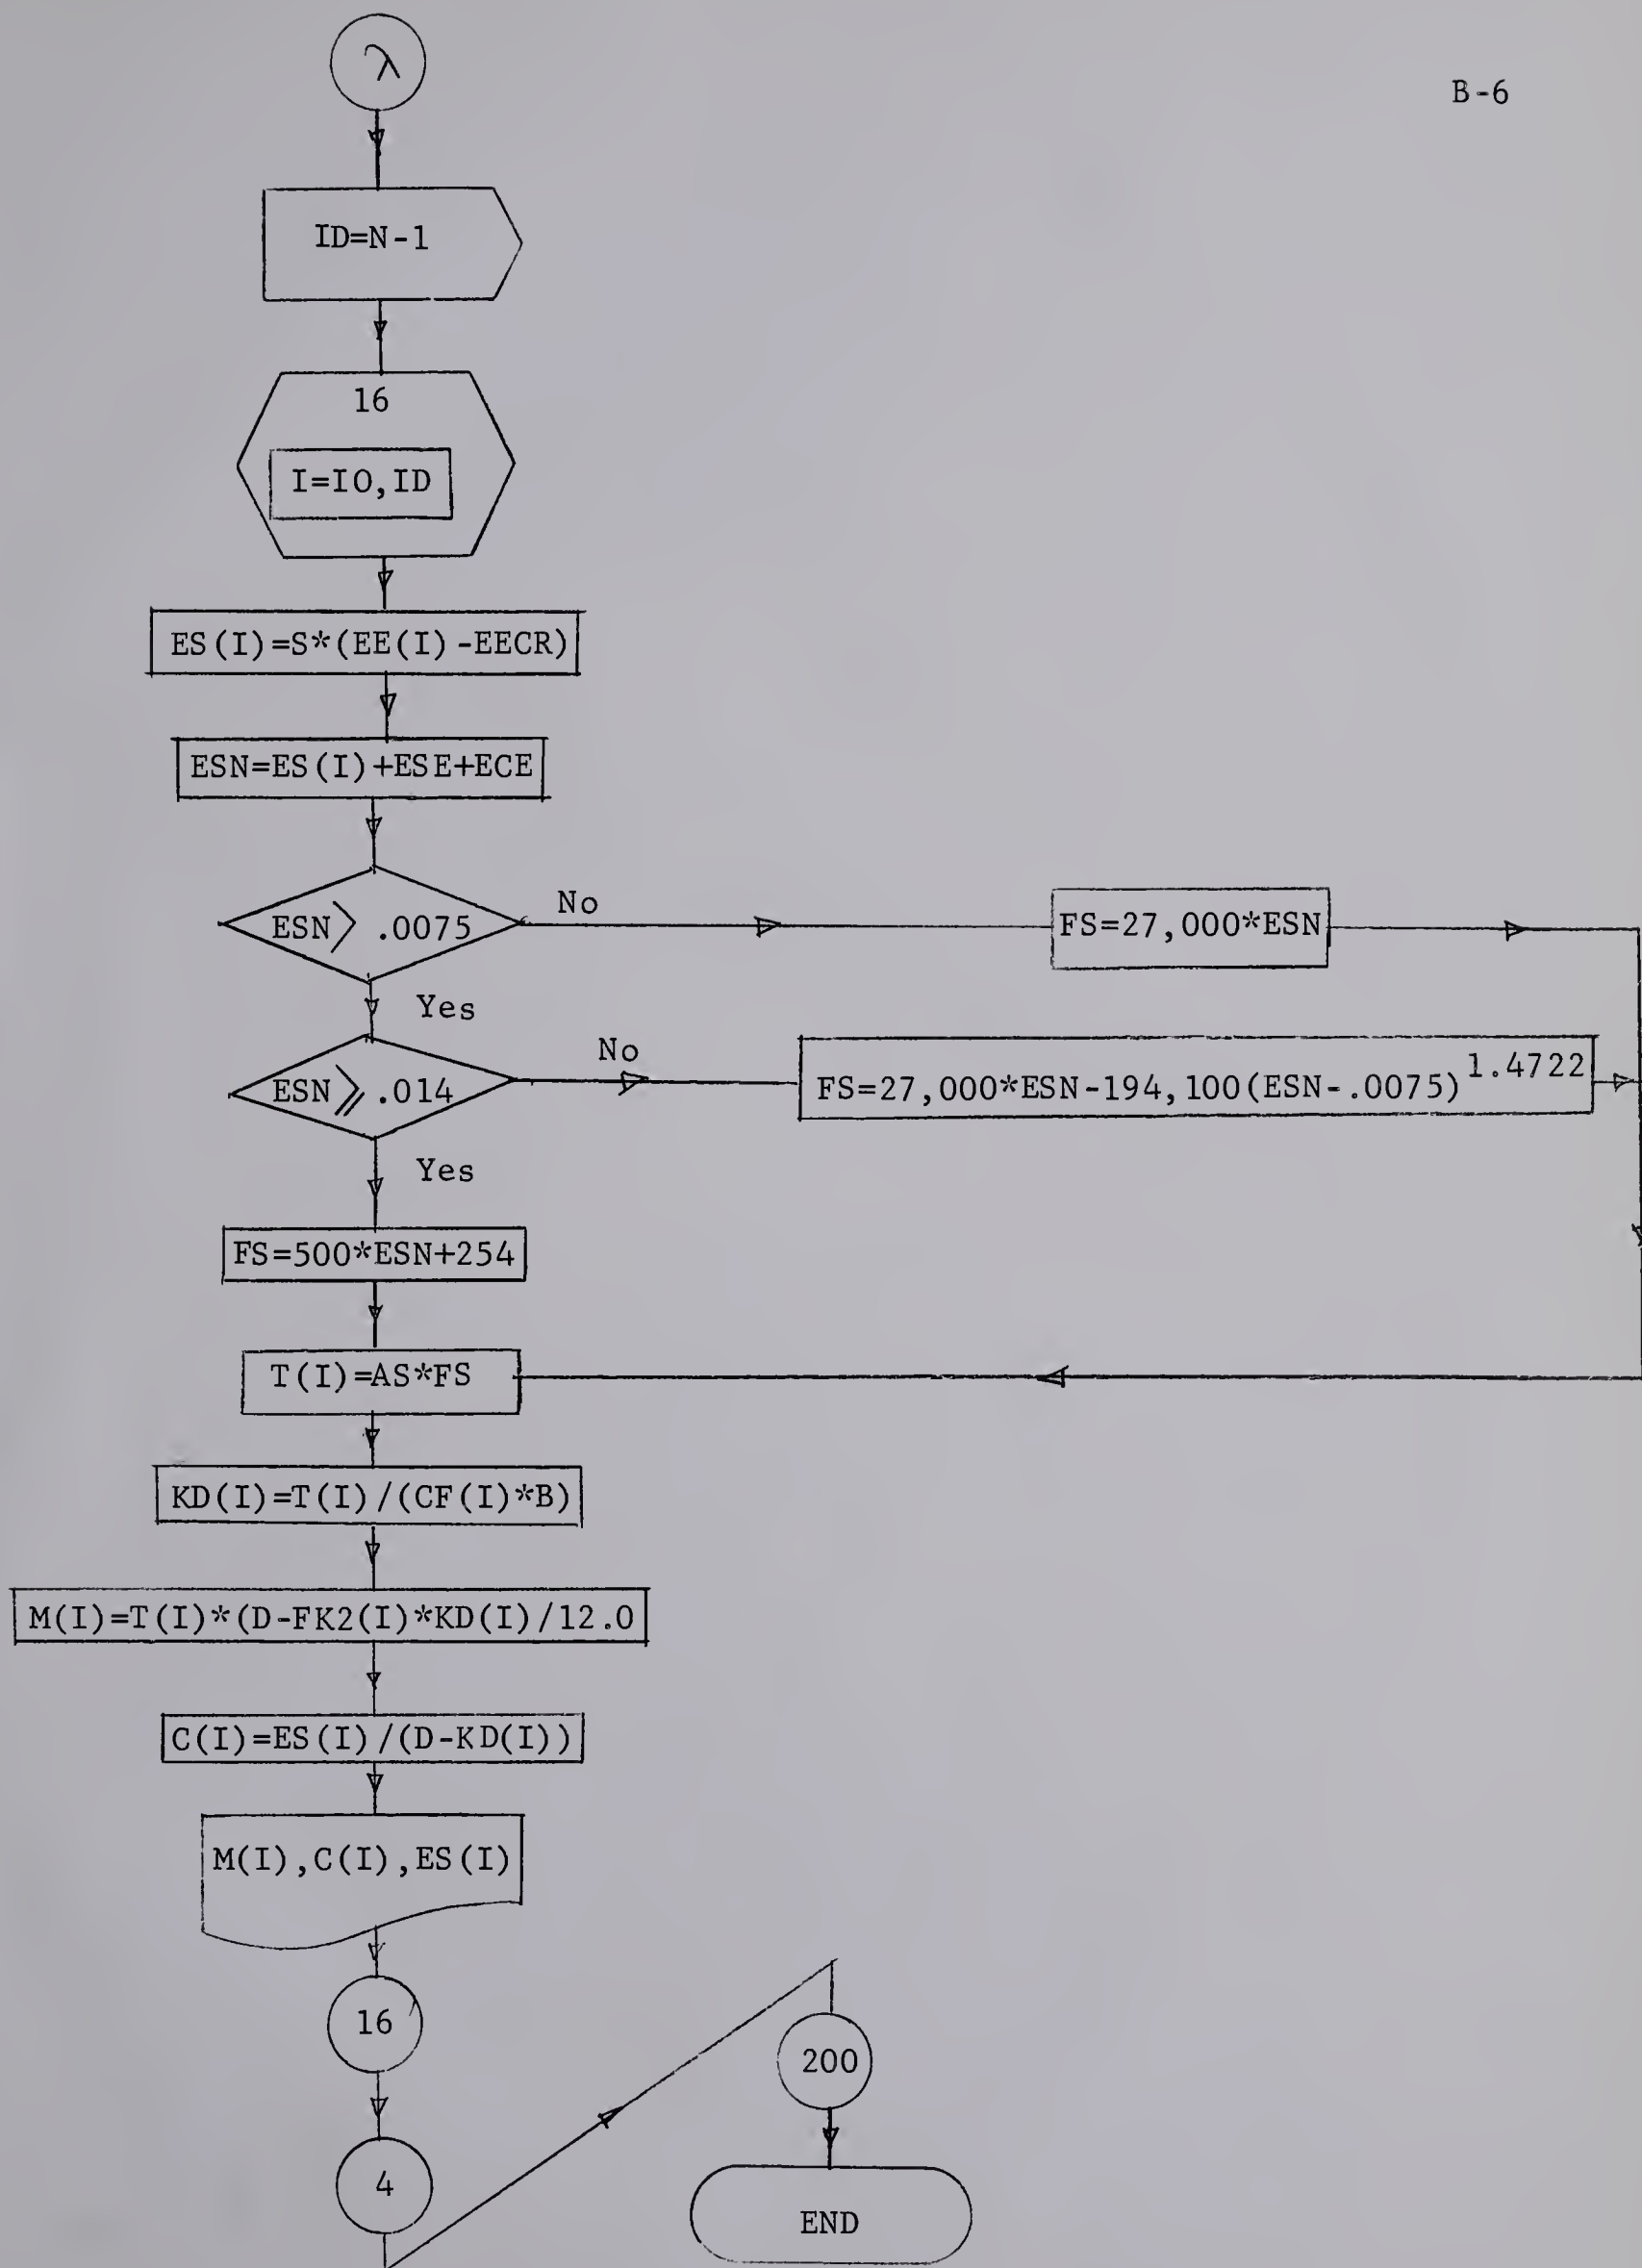 λ
B-6
ID=N-1
16
I=IO,ID
ES(I)=S*(EE(I)-EECR)
ESN=ES(I)+ESE+ECE
ESN> .0075
No
FS=27,000*ESN
Yes
ESN⩾.014
No
FS=27,000*ESN-194,100(ESN-.0075)^1.4722
Yes
FS=500*ESN+254
T(I)=AS*FS
KD(I)=T(I)/(CF(I)*B)
M(I)=T(I)*(D-FK2(I)*KD(I)/12.0
C(I)=ES(I)/(D-KD(I))
M(I),C(I),ES(I)
16
200
4
END